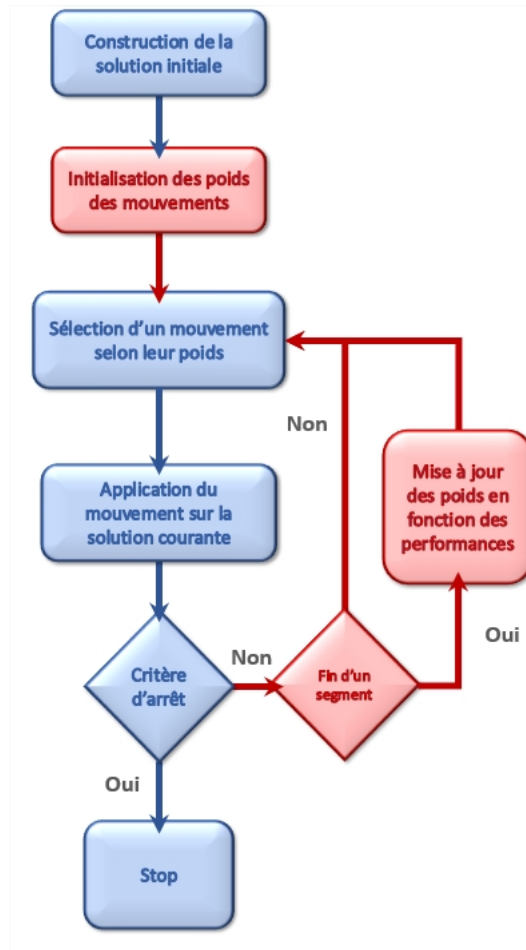 Construction de la
solution initiale
Initialisation des poids
des mouvements
Sélection d'un mouvement
selon leur poids
Non
Mise à jour
des poids en
fonction des
performances
Application du
mouvement sur la
solution courante
Oui
Non
Critère
d'arrêt
Fin d'un
segment
Oui
Stop